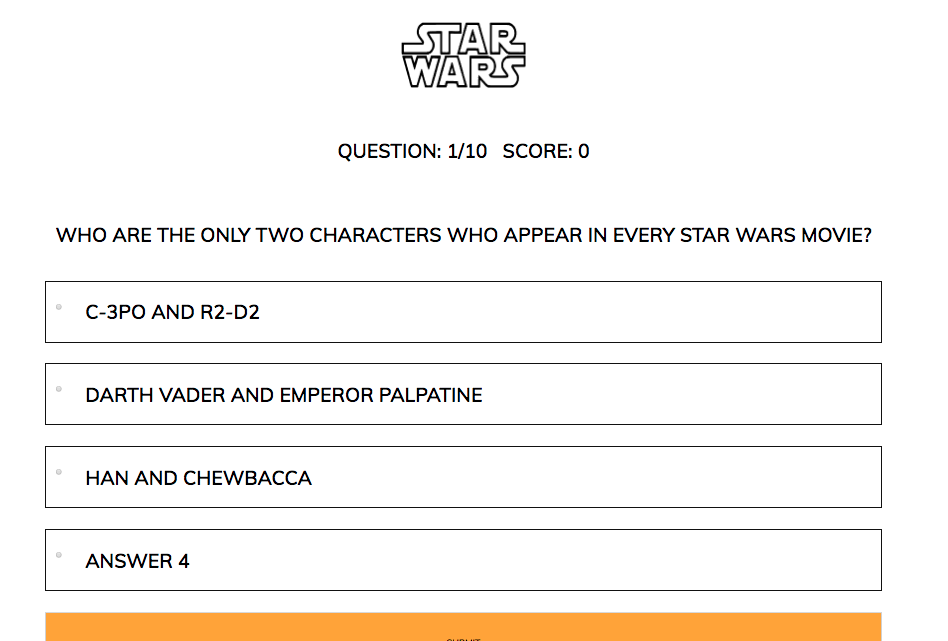 STAR
WARS
QUESTION: 1/10 SCORE: 0
WHO ARE THE ONLY TWO CHARACTERS WHO APPEAR IN EVERY STAR WARS MOVIE?
C-3PO AND R2-D2
DARTH VADER AND EMPEROR PALPATINE
HAN AND CHEWBACCA
ANSWER 4